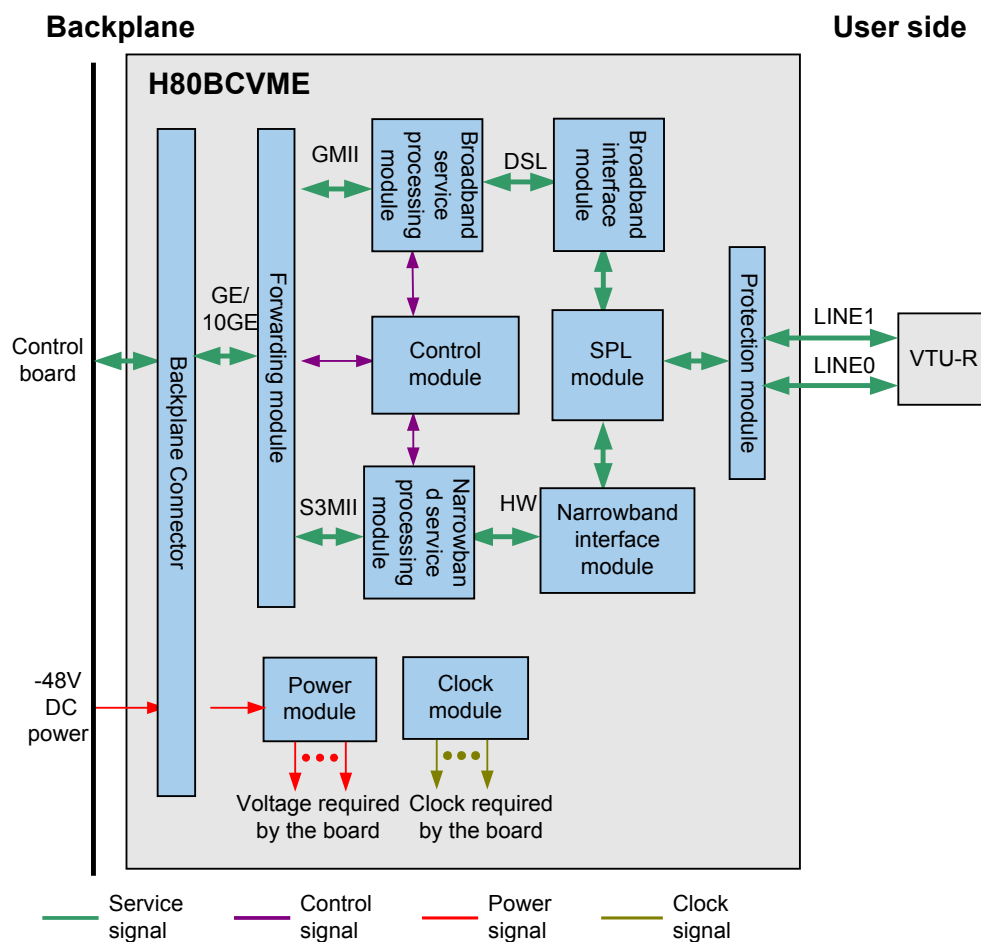 Backplane
User side
H80BCVME
GMII
Broadband
service
processing
module
DSL
Broadband
interface
module
GE/
10GE
Forwarding module
Control
module
SPL
module
Protection module
LINE1
LINE0
VTU-R
Control
board
Backplane Connector
S3MII
Narrowban
d service
processing
module
HW
Narrowband
interface module
-48V
DC
power
Power
module
Clock
module
Voltage required
by the board
Clock required
by the board
Service
signal
Control
signal
Power
signal
Clock
signal